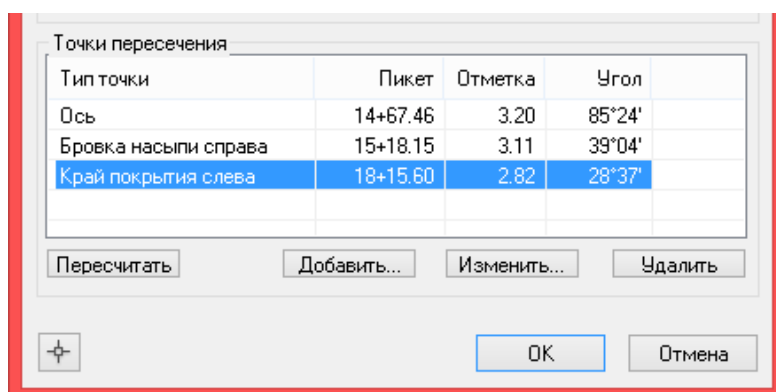 Точки пересечения
Тип точки Пикет Отметка Угол
Ось 14+67.46 3.20 85°24'
Бровка насыпи справа 15+18.15 3.11 39°04'
Край покрытия слева 18+15.60 2.82 28°37'
Пересчитать Добавить... Изменить... Удалить
OK Отмена